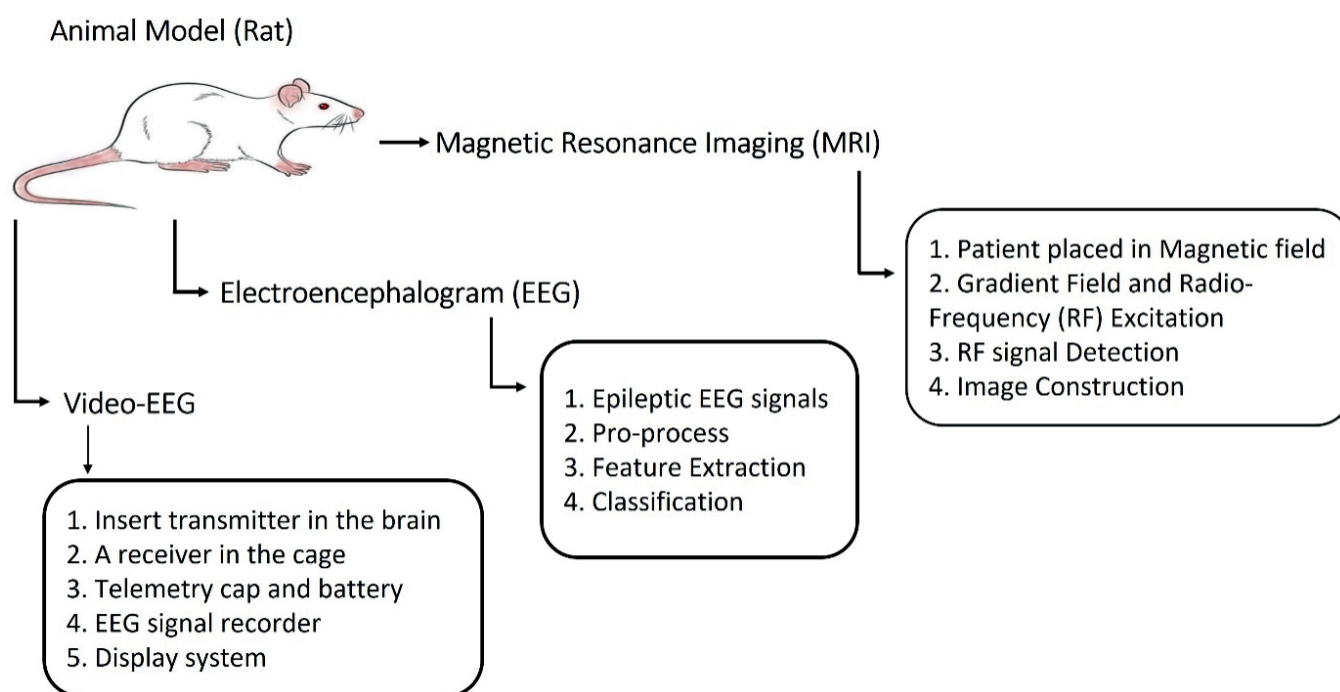 Animal Model (Rat)
Magnetic Resonance Imaging (MRI)
1. Patient placed in Magnetic field
2. Gradient Field and Radio-
Frequency (RF) Excitation
3. RF signal Detection
4. Image Construction
Electroencephalogram (EEG)
1. Epileptic EEG signals
2. Pro-process
3. Feature Extraction
4. Classification
Video-EEG
1. Insert transmitter in the brain
2. A receiver in the cage
3. Telemetry cap and battery
4. EEG signal recorder
5. Display system